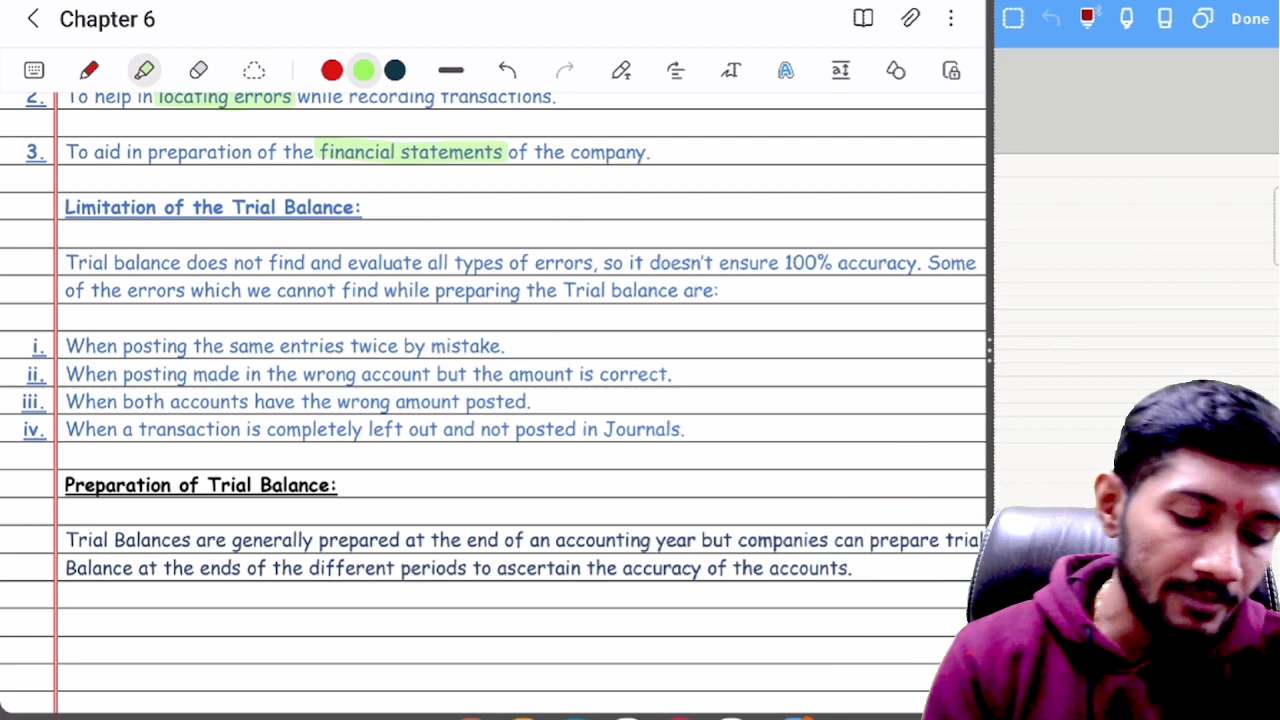 Chapter 6
Done
2. To help in locating errors while recording transactions.
3. To aid in preparation of the financial statements of the company.
Limitation of the Trial Balance:
Trial balance does not find and evaluate all types of errors, so it doesn't ensure 100% accuracy. Some
of the errors which we cannot find while preparing the Trial balance are:
i. When posting the same entries twice by mistake.
ii. When posting made in the wrong account but the amount is correct.
iii. When both accounts have the wrong amount posted.
iv. When a transaction is completely left out and not posted in Journals.
Preparation of Trial Balance:
Trial Balances are generally prepared at the end of an accounting year but companies can prepare trial
Balance at the ends of the different periods to ascertain the accuracy of the accounts.